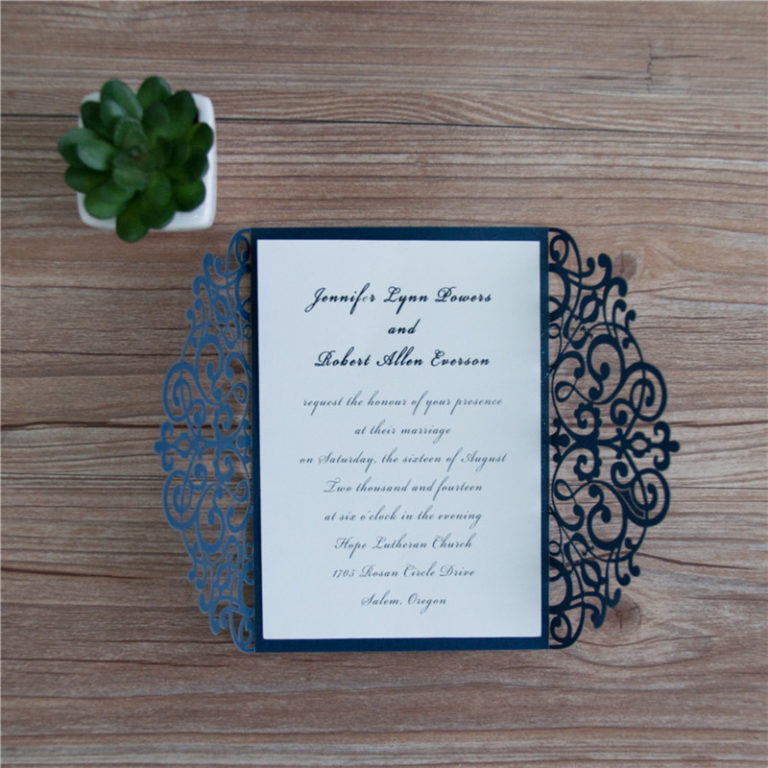 Jennifer Lynn Powers
and
Robert Allen Everson
request the honour of your presence
at their marriage
on Saturday, the sixteen of August
Two thousand and fourteen
at six o'clock in the evening
Hope Lutheran Church
1705 Rosan Circle Drive
Salem, Oregon